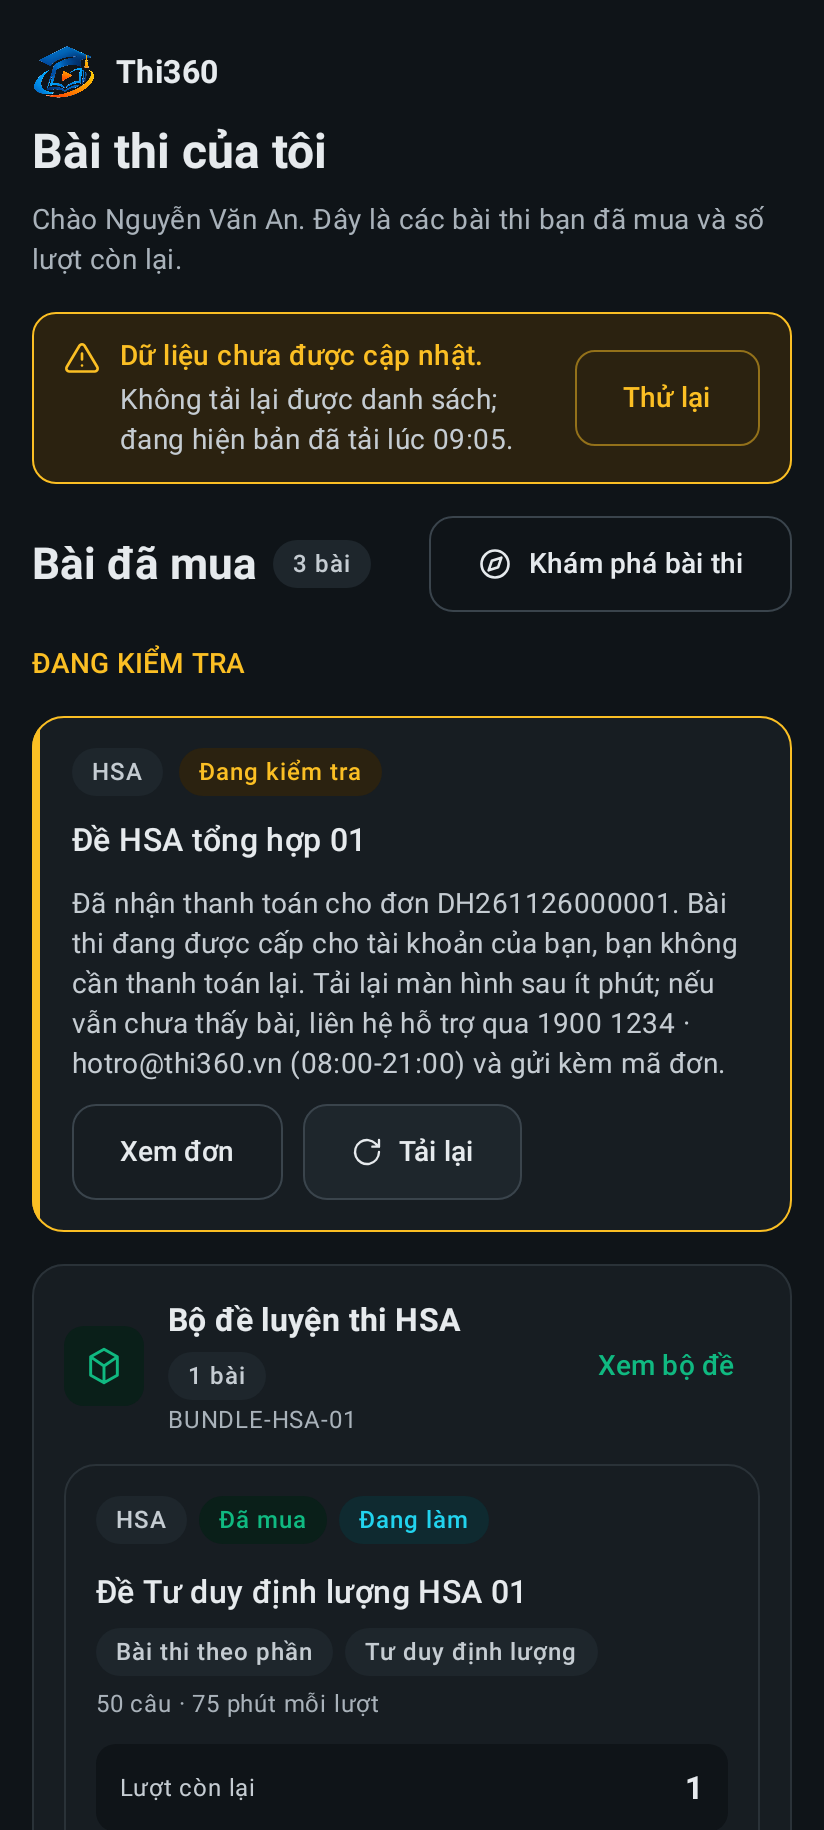 Thi360
Bài thi của tôi
Chào Nguyễn Văn An. Đây là các bài thi bạn đã mua và số
lượt còn lại.
Dữ liệu chưa được cập nhật.
Không tải lại được danh sách;
đang hiện bản đã tải lúc 09:05.
Thử lại
Bài đã mua
3 bài
Khám phá bài thi
ĐANG KIỂM TRA
HSA
Đang kiểm tra
Đề HSA tổng hợp 01
Đã nhận thanh toán cho đơn DH261126000001. Bài
thi đang được cấp cho tài khoản của bạn, bạn không
cần thanh toán lại. Tải lại màn hình sau ít phút; nếu
vẫn chưa thấy bài, liên hệ hỗ trợ qua 1900 1234 ·
hotro@thi360.vn (08:00-21:00) và gửi kèm mã đơn.
Xem đơn
Tải lại
Bộ đề luyện thi HSA
1 bài
BUNDLE-HSA-01
Xem bộ đề
HSA
Đã mua
Đang làm
Đề Tư duy định lượng HSA 01
Bài thi theo phần
Tư duy định lượng
50 câu · 75 phút mỗi lượt
Lượt còn lại
1